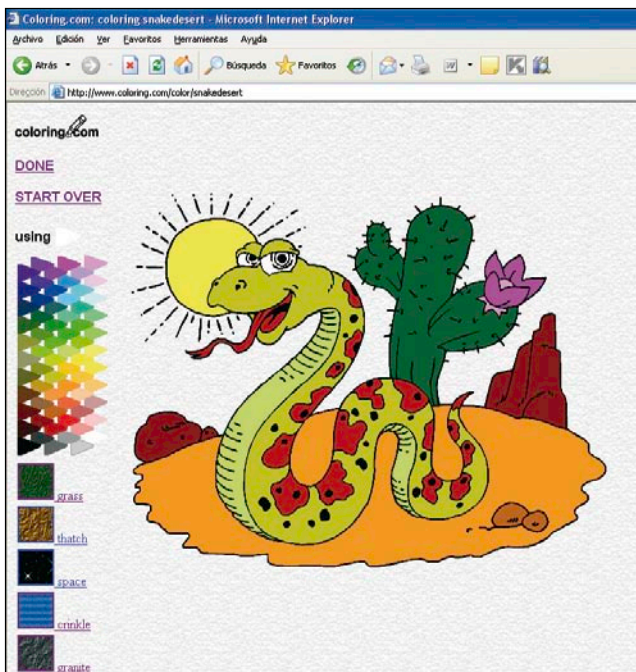 Coloring.com: coloring snakedesert - Microsoft Internet Explorer
Archivo Edición Ver Favoritos Herramientas Ayuda
Atrás Búsqueda Favoritos W
Dirección http://www.coloring.com/color/snakedesert
coloring.com
DONE
START OVER
using
grass
thatch
space
crinkle
granite